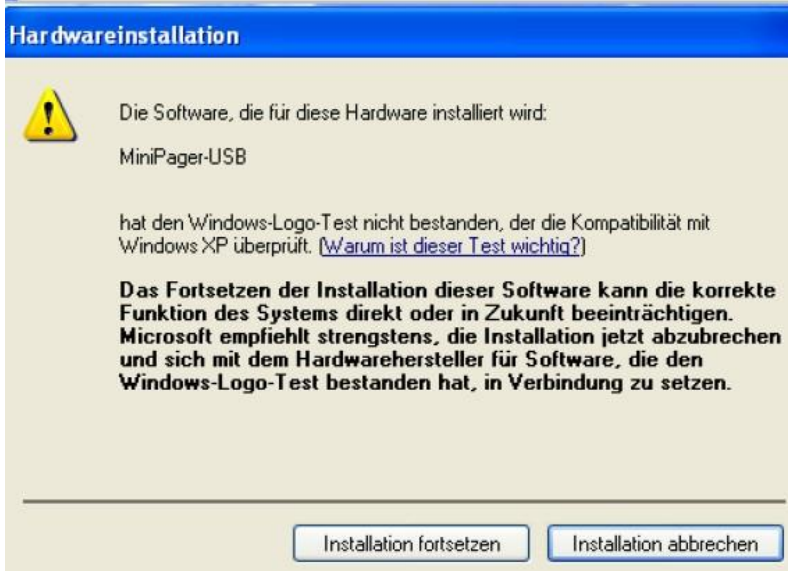 Hardwareinstallation
Die Software, die für diese Hardware installiert wird:
MiniPager-USB
hat den Windows-Logo-Test nicht bestanden, der die Kompatibilität mit
Windows XP überprüft. (Warum ist dieser Test wichtig?)
Das Fortsetzen der Installation dieser Software kann die korrekte
Funktion des Systems direkt oder in Zukunft beeinträchtigen.
Microsoft empfiehlt strengstens, die Installation jetzt abzubrechen
und sich mit dem Hardwarehersteller für Software, die den
Windows-Logo-Test bestanden hat, in Verbindung zu setzen.
Installation fortsetzen
Installation abbrechen